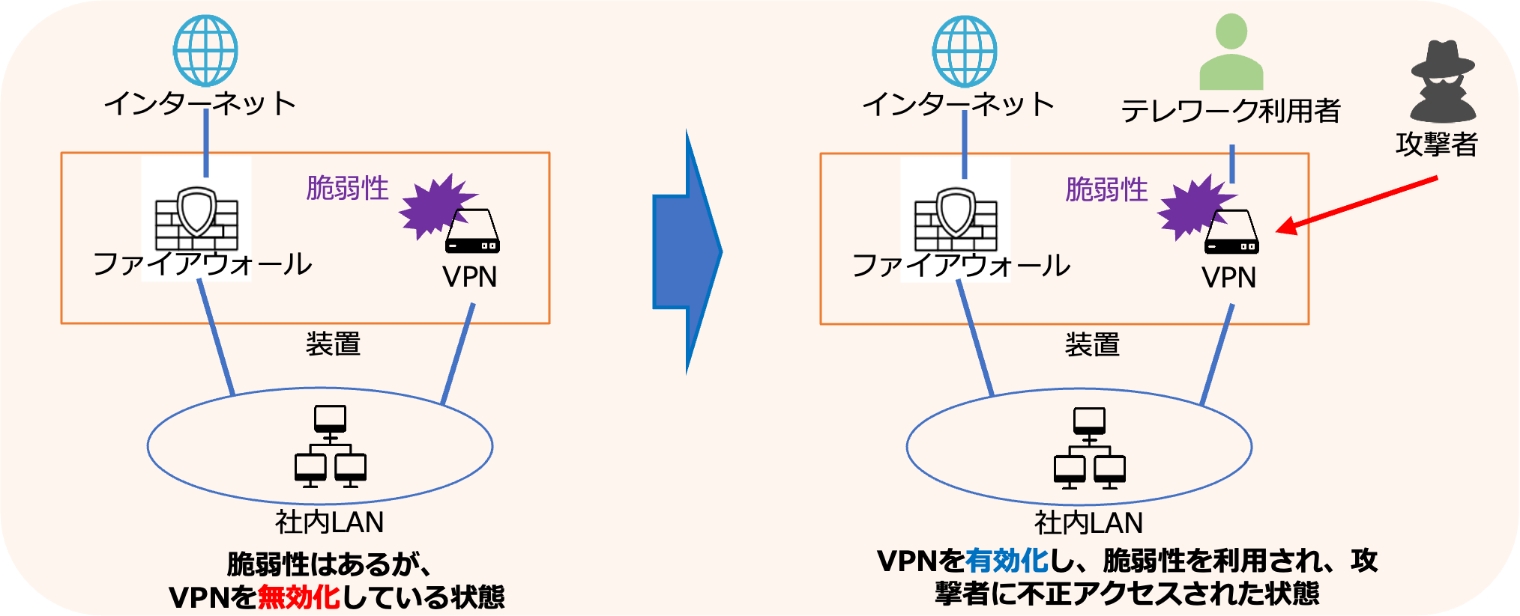 インターネット
脆弱性
ファイアウォール
VPN
装置
社内LAN
脆弱性はあるが、
VPNを無効化している状態
インターネット
テレワーク利用者
攻撃者
脆弱性
ファイアウォール
VPN
装置
社内LAN
VPNを有効化し、脆弱性を利用され、攻
撃者に不正アクセスされた状態